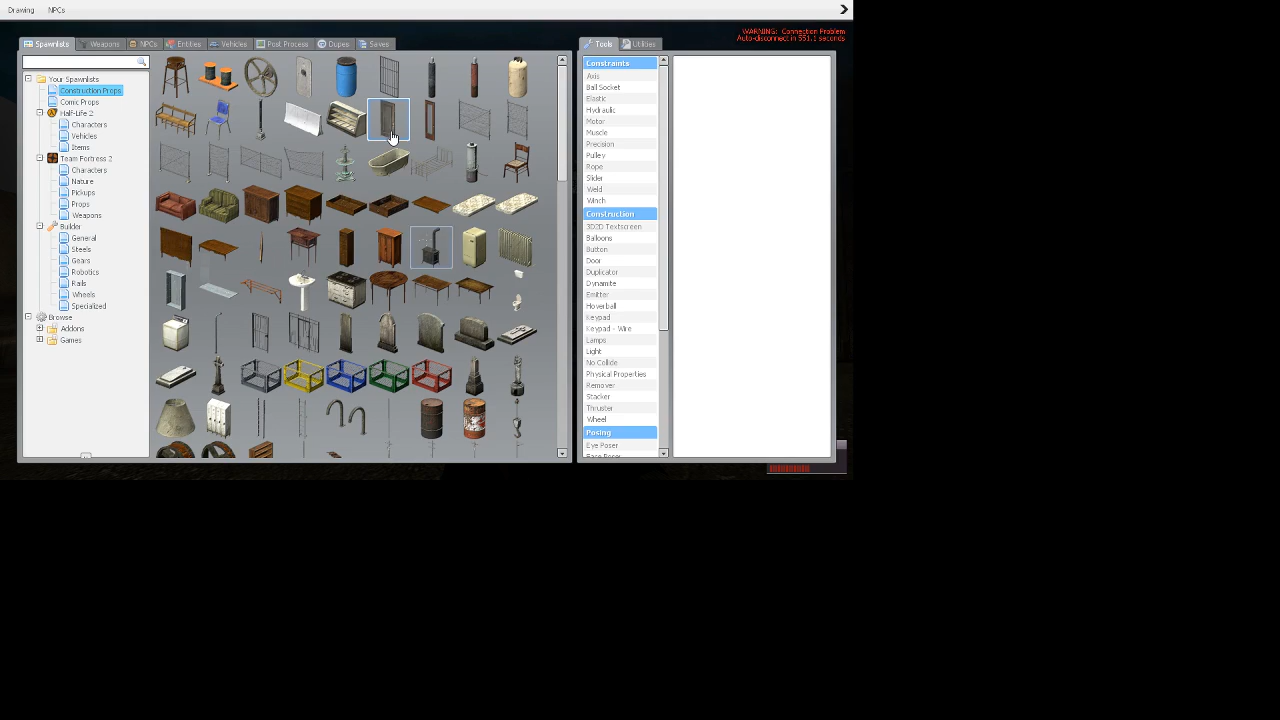 Drawing NPCs
WARNING: Connection Problem
Auto-disconnect in 551.1 seconds
Spawnlists Weapons NPCs Entities Vehicles Post Process Dupes Saves
Tools Utilities
Your Spawnlists
Construction Props
Comic Props
Half-Life 2
Characters
Vehicles
Items
Team Fortress 2
Characters
Nature
Pickups
Props
Weapons
Builder
General
Steels
Gears
Robotics
Rails
Wheels
Specialized
Browse
Addons
Games
Constraints
Axis
Ball Socket
Elastic
Hydraulic
Motor
Muscle
Precision
Pulley
Rope
Slider
Weld
Winch
Construction
3D2D Textscreen
Balloons
Button
Door
Duplicator
Dynamite
Emitter
Hoverball
Keypad
Keypad - Wire
Lamps
Light
No Collide
Physical Properties
Remover
Stacker
Thruster
Wheel
Posing
Eye Poser
Face Poser